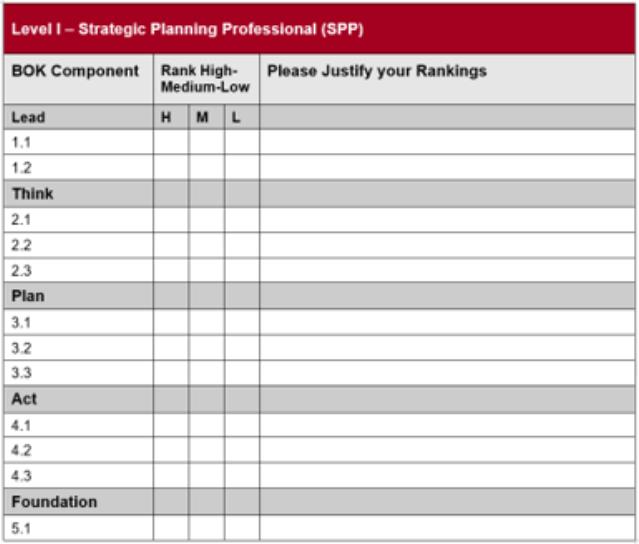 Level I – Strategic Planning Professional (SPP)
BOK Component Rank High- Please Justify your Rankings
Medium-Low
Lead H M L
1.1
1.2
Think
2.1
2.2
2.3
Plan
3.1
3.2
3.3
Act
4.1
4.2
4.3
Foundation
5.1